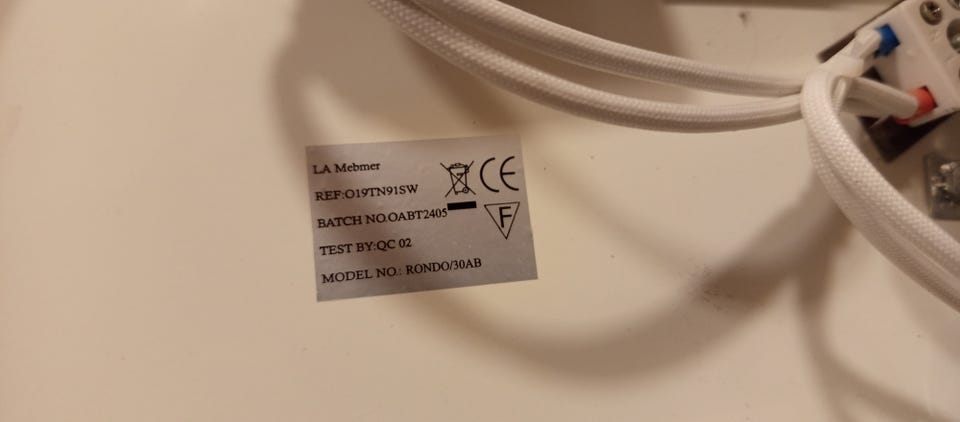 LA Mebmer
REF:O19TN91SW
BATCH NO.OABT2405
TEST BY:QC 02
MODEL NO.: RONDO/30AB
CE
F